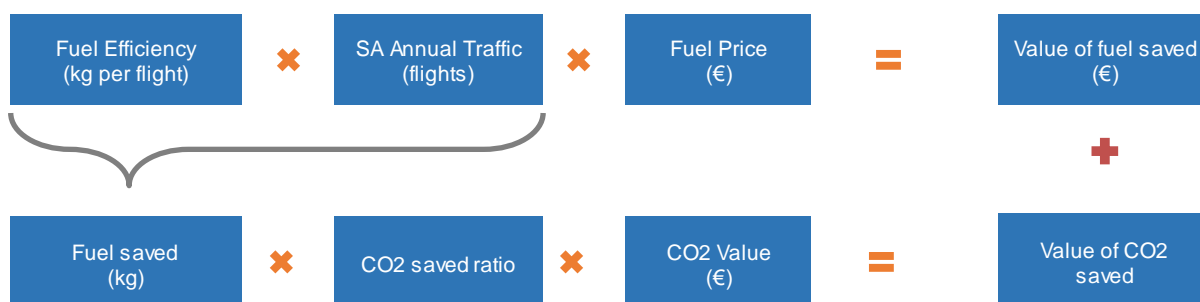 Fuel Efficiency
(kg per flight)
SA Annual Traffic
(flights)
Fuel Price
(€)
Value of fuel saved
(€)
Fuel saved
(kg)
CO2 saved ratio
CO2 Value
(€)
Value of CO2
saved